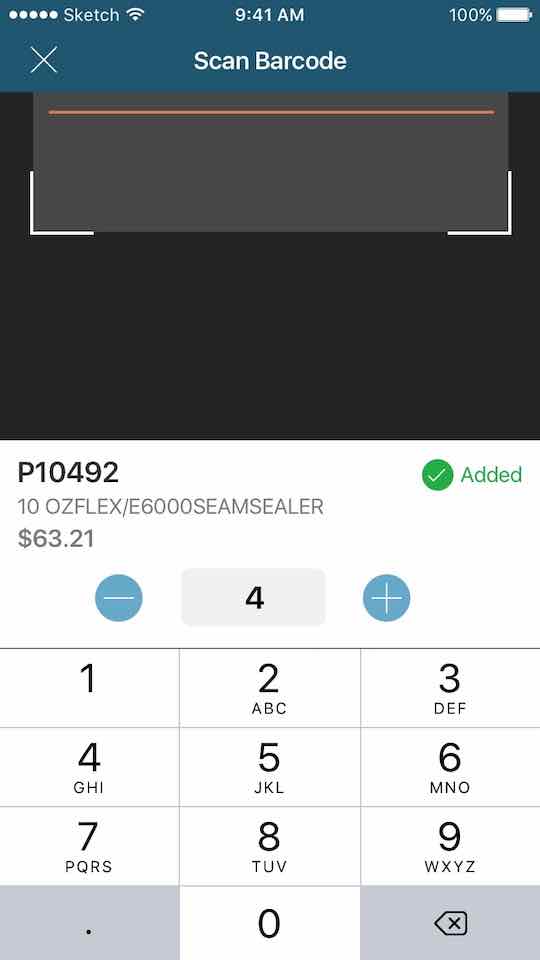 Sketch 9:41 AM 100%
Scan Barcode
P10492
Added
10 OZFLEX/E6000SEAMSEALER
$63.21
4
1 2 3
ABC DEF
4 5 6
GHI JKL MNO
7 8 9
PQRS TUV WXYZ
. 0